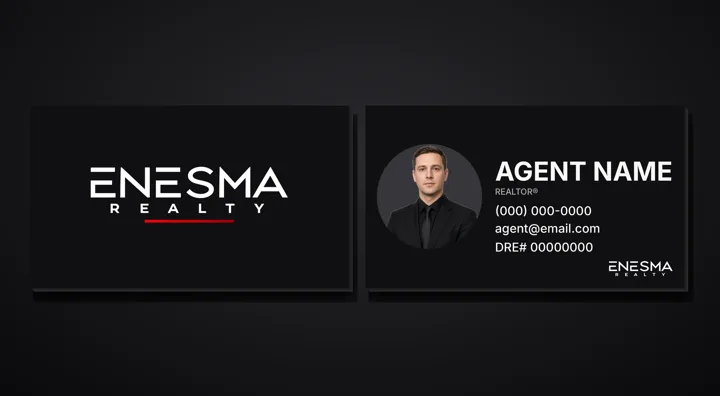 ENESMA
REALTY
AGENT NAME
REALTOR®
(000) 000-0000
agent@email.com
DRE# 00000000
ENESMA
REALTY